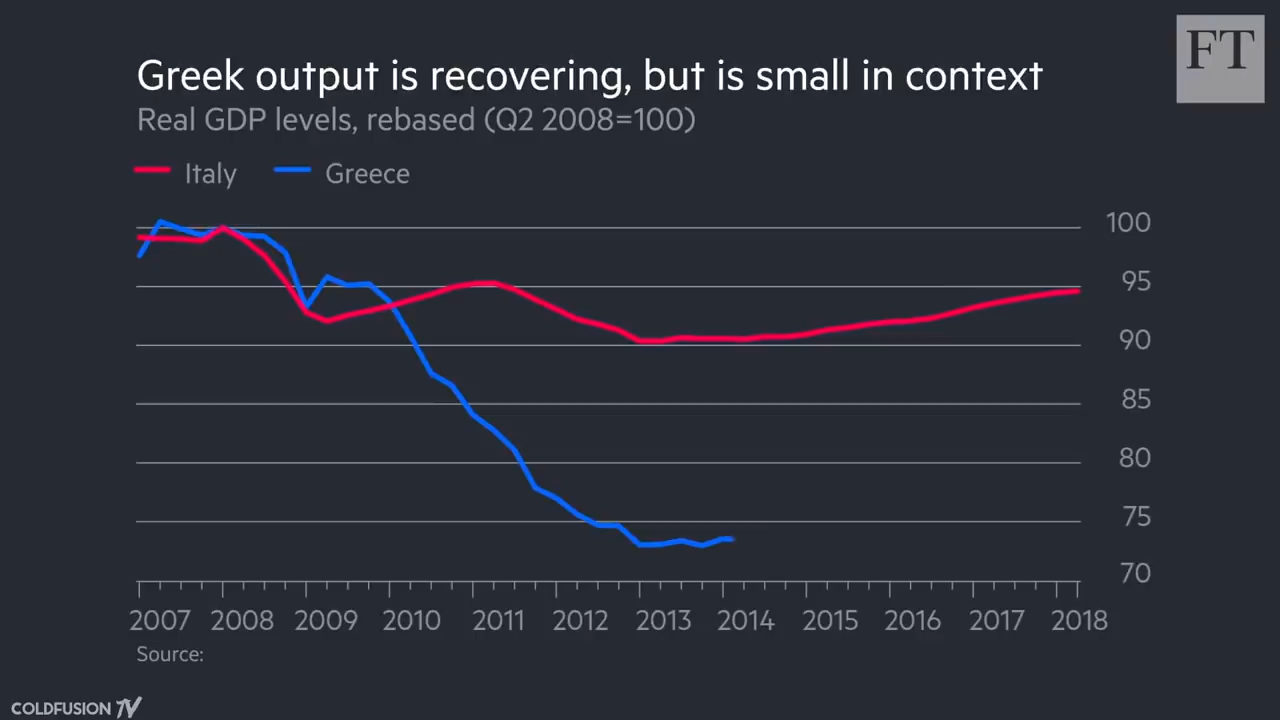 FT
Greek output is recovering, but is small in context
Real GDP levels, rebased (Q2 2008=100)
Italy Greece
100
95
90
85
80
75
70
2007 2008 2009 2010 2011 2012 2013 2014 2015 2016 2017 2018
Source:
COLDFUSION TV